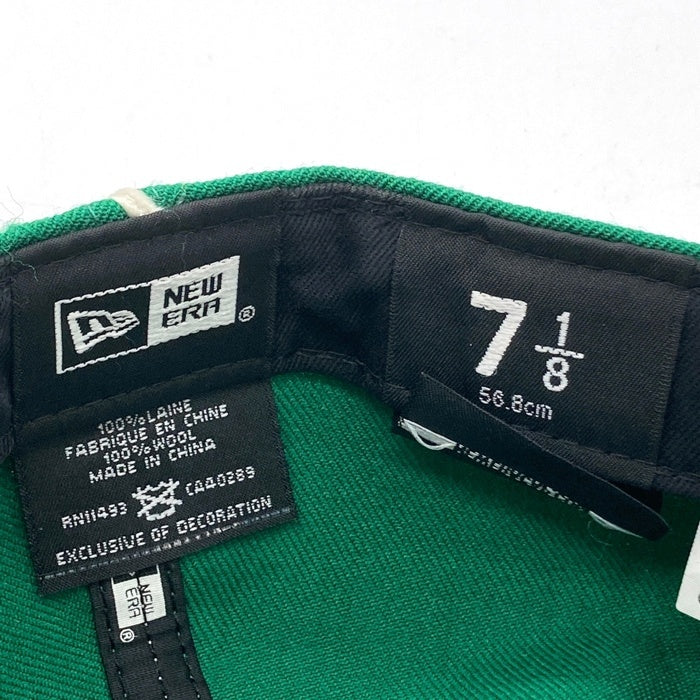 NEW
ERA®
7 1/8
56.8cm
100% LAINE
FABRIQUE EN CHINE
100% WOOL
MADE IN CHINA
RN11493 CA40289
EXCLUSIVE OF DECORATION
NEW
ERA
®